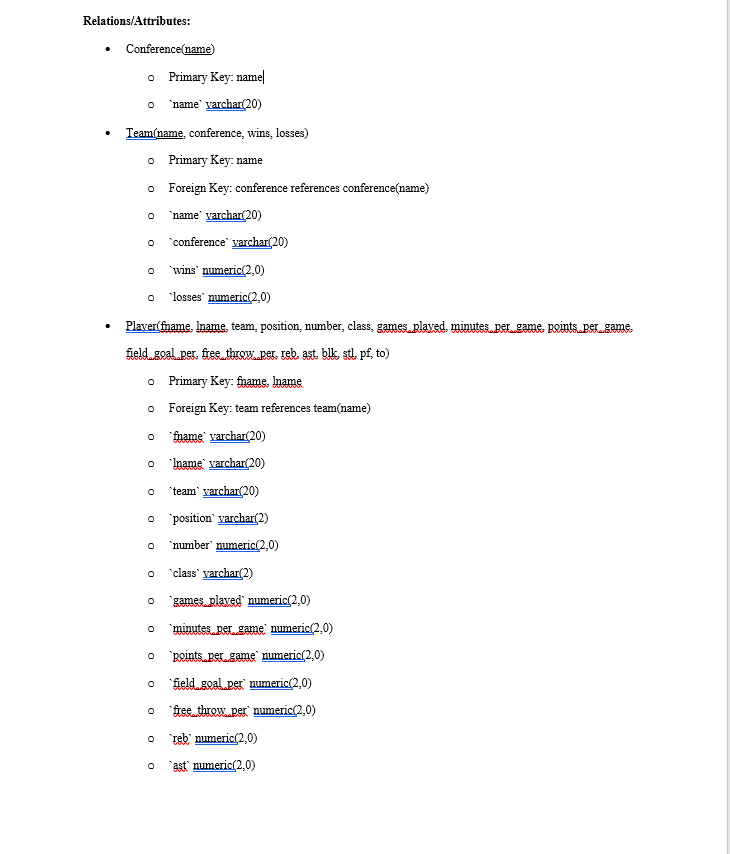 Relations/Attributes:
• Conference(name)
o Primary Key: name
o `name` varchar(20)
• Team(name, conference, wins, losses)
o Primary Key: name
o Foreign Key: conference references conference(name)
o `name` varchar(20)
o `conference` varchar(20)
o `wins` numeric(2,0)
o `losses` numeric(2,0)
• Player(fname, lname, team, position, number, class, games_played, minutes_per_game, points_per_game,
field_goal_per, free_throw_per, reb, ast, blk, stl, pf, to)
o Primary Key: fname, lname
o Foreign Key: team references team(name)
o `fname` varchar(20)
o `lname` varchar(20)
o `team` varchar(20)
o `position` varchar(2)
o `number` numeric(2,0)
o `class` varchar(2)
o `games_played` numeric(2,0)
o `minutes_per_game` numeric(2,0)
o `points_per_game` numeric(2,0)
o `field_goal_per` numeric(2,0)
o `free_throw_per` numeric(2,0)
o `reb` numeric(2,0)
o `ast` numeric(2,0)